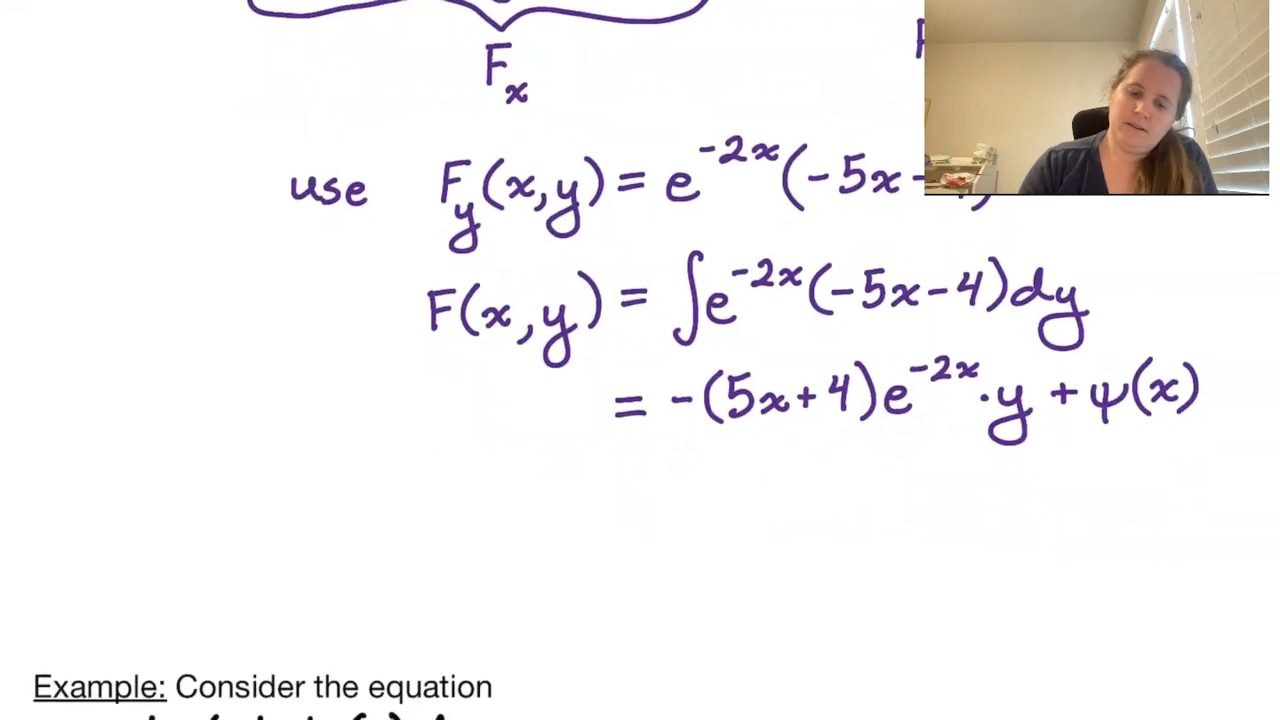 Fx
use Fy(x,y) = e^-2x (-5x-
F(x,y) = ∫e^-2x (-5x-4)dy
= -(5x+4)e^-2x · y + ψ(x)
Example: Consider the equation